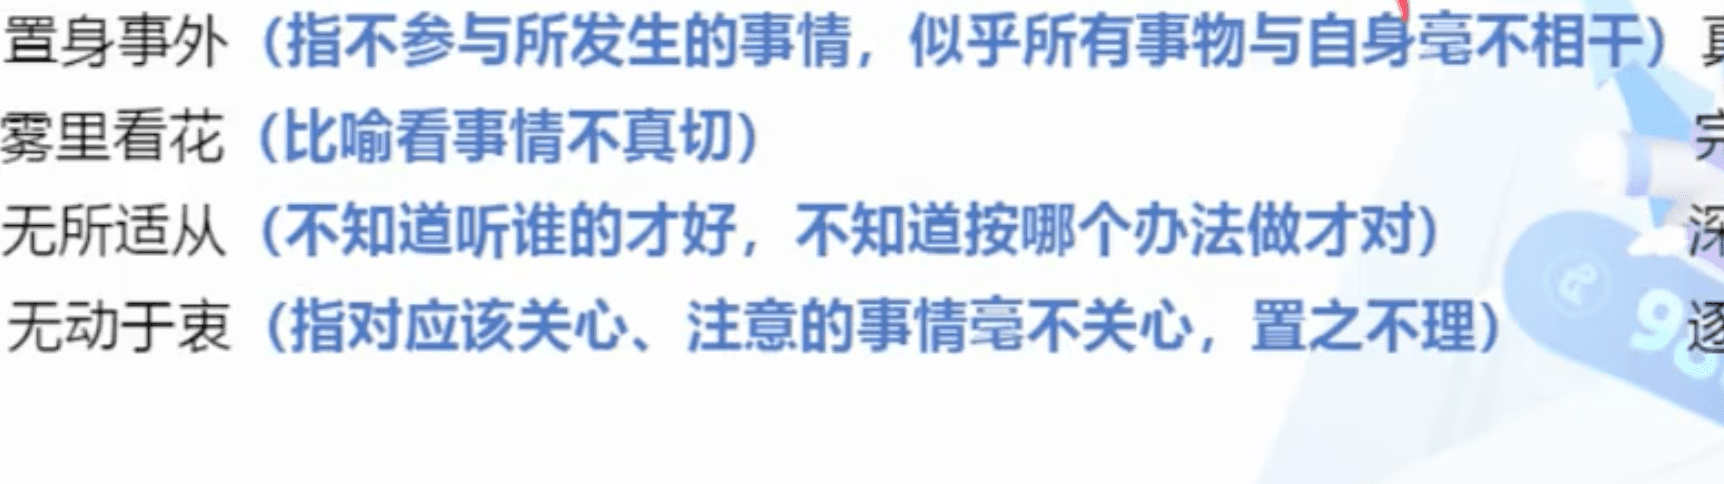 置身事外（指不参与所发生的事情，似乎所有事物与自身毫不相干）
雾里看花（比喻看事情不真切） 完
无所适从（不知道听谁的才好，不知道按哪个办法做才对） 深
无动于衷（指对应该关心、注意的事情毫不关心，置之不理） 逐